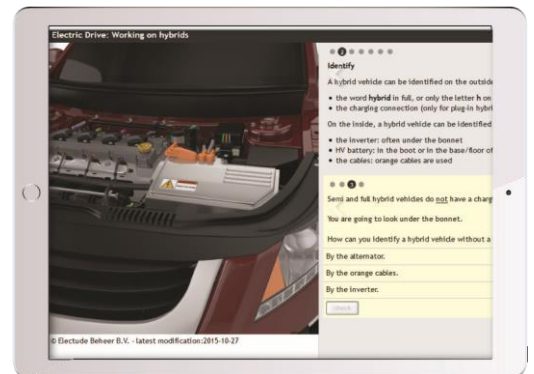 Electric Drive: Working on hybrids
2
Identify
A hybrid vehicle can be identified on the outside
• the word hybrid in full, or only the letter h on
• the charging connection (only for plug-in hybri
On the inside, a hybrid vehicle can be identified
• the inverter: often under the bonnet
• HV battery: in the boot or in the base/floor of
• the cables: orange cables are used
3
Semi and full hybrid vehicles do not have a charg
You are going to look under the bonnet.
How can you identify a hybrid vehicle without a
By the alternator.
By the orange cables.
By the inverter.
check
© Electude Beheer B.V. - latest modification:2015-10-27